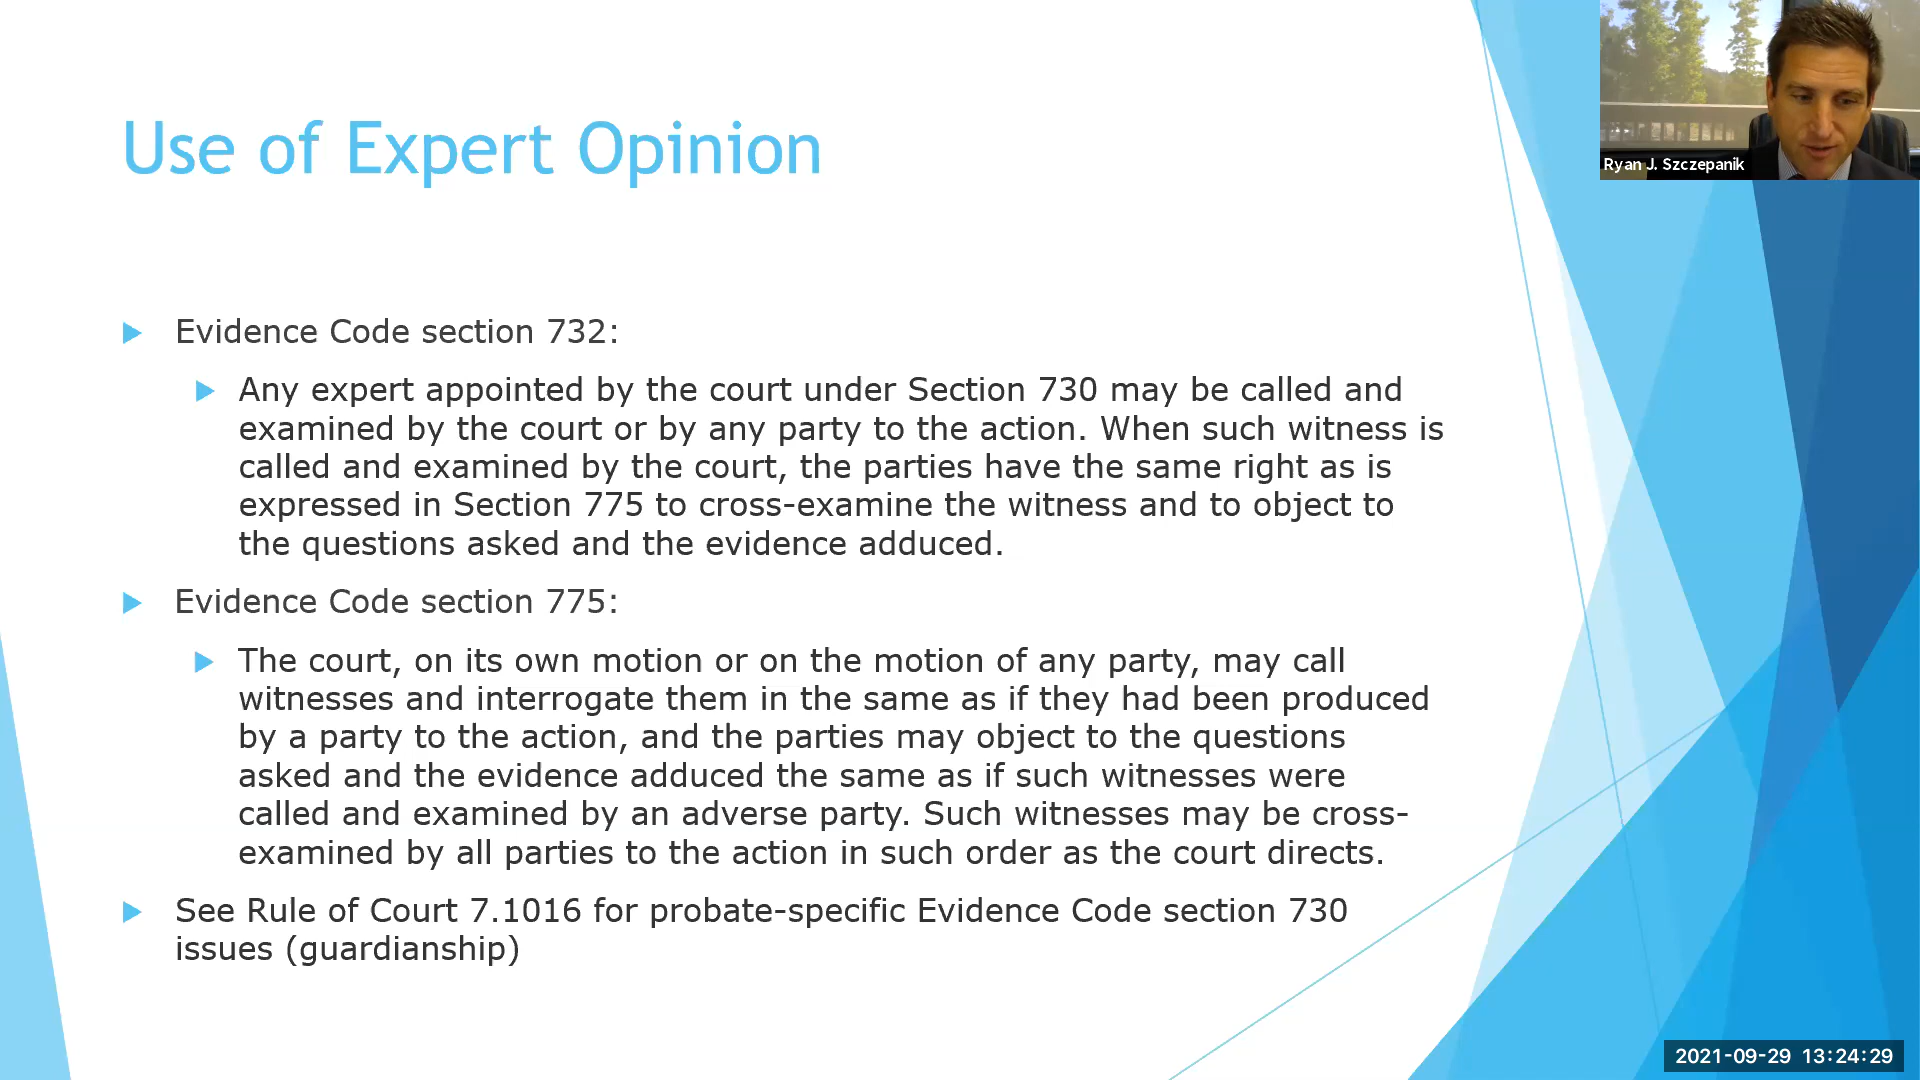 Use of Expert Opinion
Ryan J. Szczepanik
Evidence Code section 732:
Any expert appointed by the court under Section 730 may be called and
examined by the court or by any party to the action. When such witness is
called and examined by the court, the parties have the same right as is
expressed in Section 775 to cross-examine the witness and to object to
the questions asked and the evidence adduced.
Evidence Code section 775:
The court, on its own motion or on the motion of any party, may call
witnesses and interrogate them in the same as if they had been produced
by a party to the action, and the parties may object to the questions
asked and the evidence adduced the same as if such witnesses were
called and examined by an adverse party. Such witnesses may be cross-
examined by all parties to the action in such order as the court directs.
See Rule of Court 7.1016 for probate-specific Evidence Code section 730
issues (guardianship)
2021-09-29 13:24:29